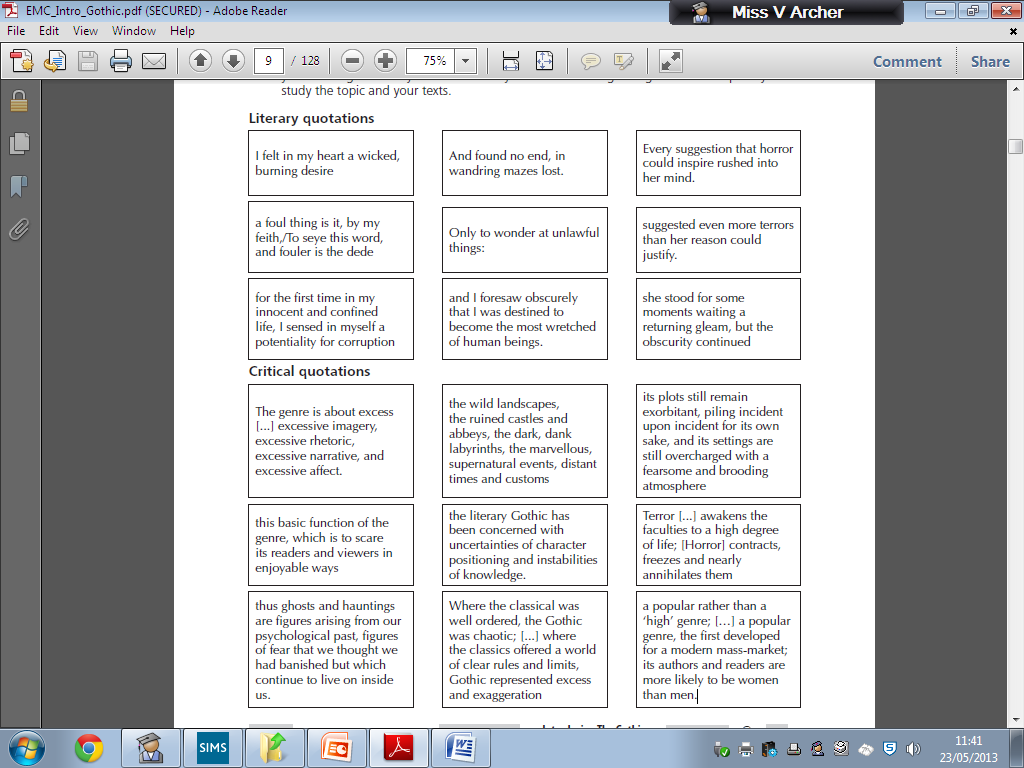 EMC_Intro_Gothic.pdf (SECURED) - Adobe Reader
Miss V Archer
File Edit View Window Help
9 / 128
75%
Comment
Share
study the topic and your texts.
Literary quotations
I felt in my heart a wicked,
burning desire
And found no end, in
wandring mazes lost.
Every suggestion that horror
could inspire rushed into
her mind.
a foul thing is it, by my
feith,/To seye this word,
and fouler is the dede
Only to wonder at unlawful
things:
suggested even more terrors
than her reason could
justify.
for the first time in my
innocent and confined
life, I sensed in myself a
potentiality for corruption
and I foresaw obscurely
that I was destined to
become the most wretched
of human beings.
she stood for some
moments waiting a
returning gleam, but the
obscurity continued
Critical quotations
The genre is about excess
[...] excessive imagery,
excessive rhetoric,
excessive narrative, and
excessive affect.
the wild landscapes,
the ruined castles and
abbeys, the dark, dank
labyrinths, the marvellous,
supernatural events, distant
times and customs
its plots still remain
exorbitant, piling incident
upon incident for its own
sake, and its settings are
still overcharged with a
fearsome and brooding
atmosphere
this basic function of the
genre, which is to scare
its readers and viewers in
enjoyable ways
the literary Gothic has
been concerned with
uncertainties of character
positioning and instabilities
of knowledge.
Terror [...] awakens the
faculties to a high degree
of life; [Horror] contracts,
freezes and nearly
annihilates them
thus ghosts and hauntings
are figures arising from our
psychological past, figures
of fear that we thought we
had banished but which
continue to live on inside
us.
Where the classical was
well ordered, the Gothic
was chaotic; [...] where
the classics offered a world
of clear rules and limits,
Gothic represented excess
and exaggeration
a popular rather than a
‘high’ genre; [...] a popular
genre, the first developed
for a modern mass-market;
its authors and readers are
more likely to be women
than men.
SIMS
11:41
23/05/2013